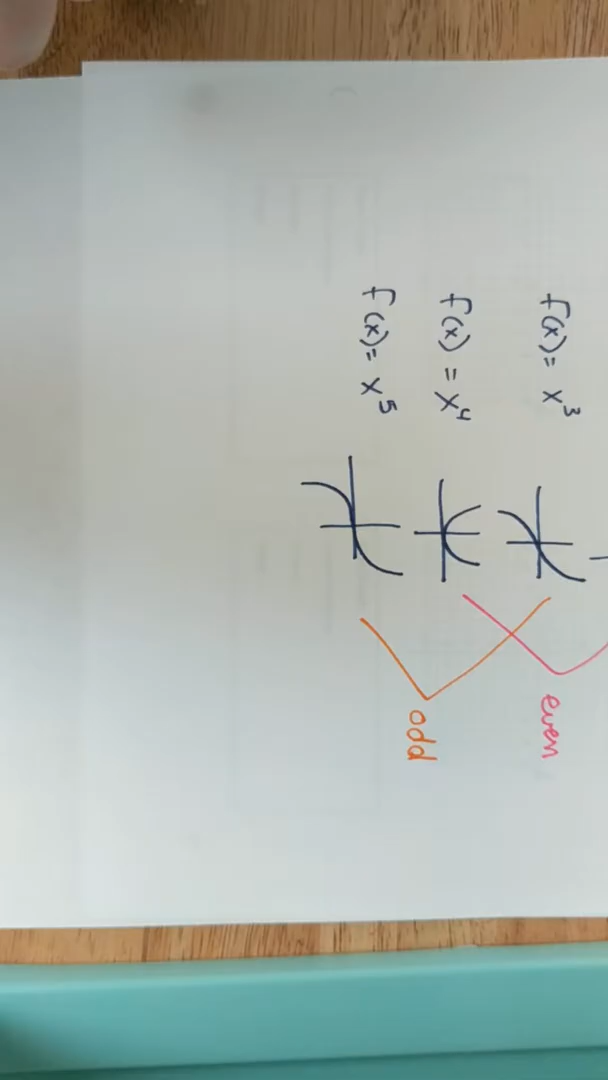 f(x) = x³
f(x) = x⁴
f(x) = x⁵
even
odd